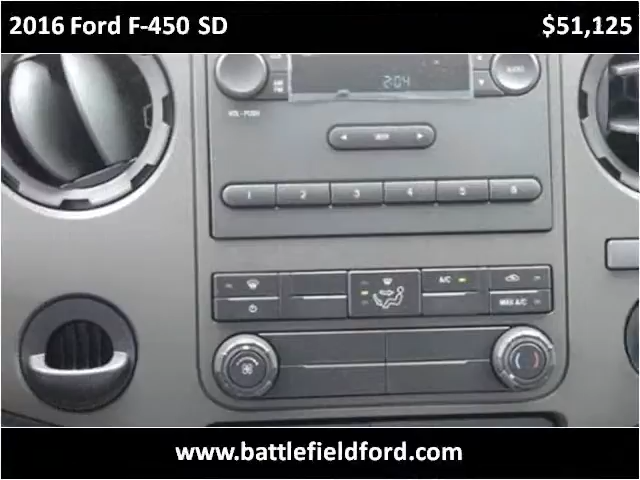 2016 Ford F-450 SD $51,125
2:04
VOL - PUSH
SEEK
1 2 3 4 5 6
A/C
MAX A/C
www.battlefieldford.com